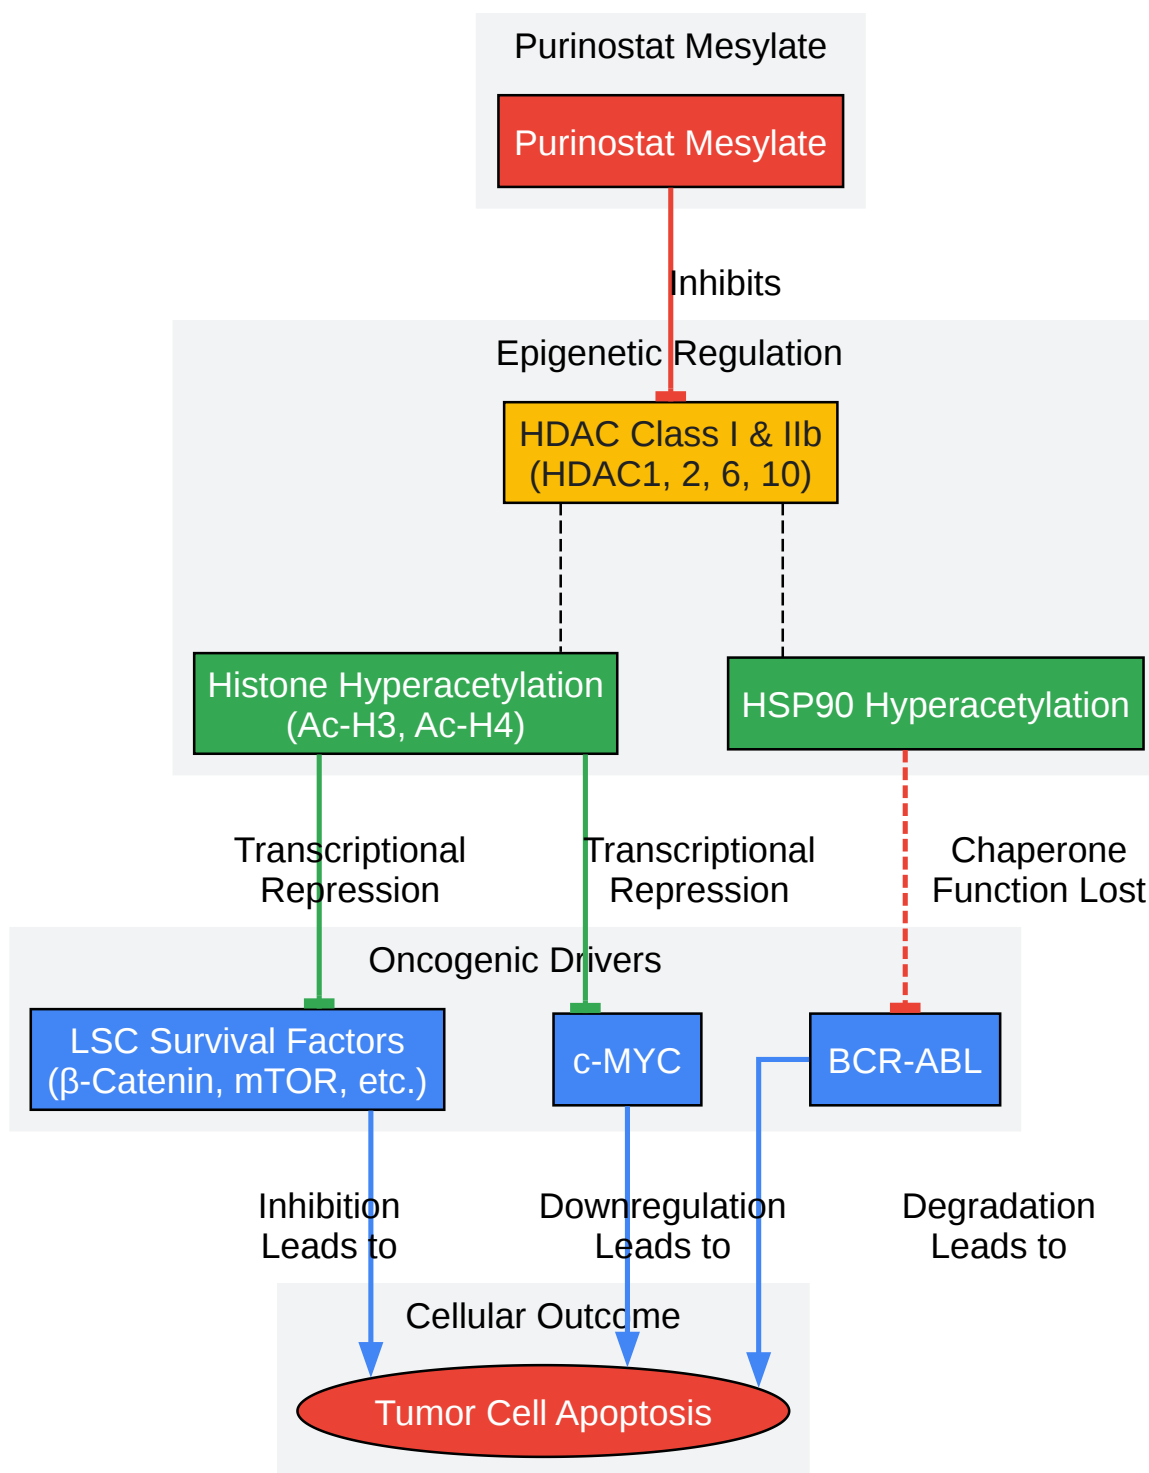 Purinostat Mesylate
Purinostat Mesylate
Inhibits
Epigenetic Regulation
HDAC Class I & IIb
(HDAC1, 2, 6, 10)
Histone Hyperacetylation
(Ac-H3, Ac-H4)
HSP90 Hyperacetylation
Transcriptional
Repression
Transcriptional
Repression
Chaperone
Function Lost
Oncogenic Drivers
LSC Survival Factors
(β-Catenin, mTOR, etc.)
c-MYC
BCR-ABL
Inhibition
Leads to
Downregulation
Leads to
Degradation
Leads to
Cellular Outcome
Tumor Cell Apoptosis